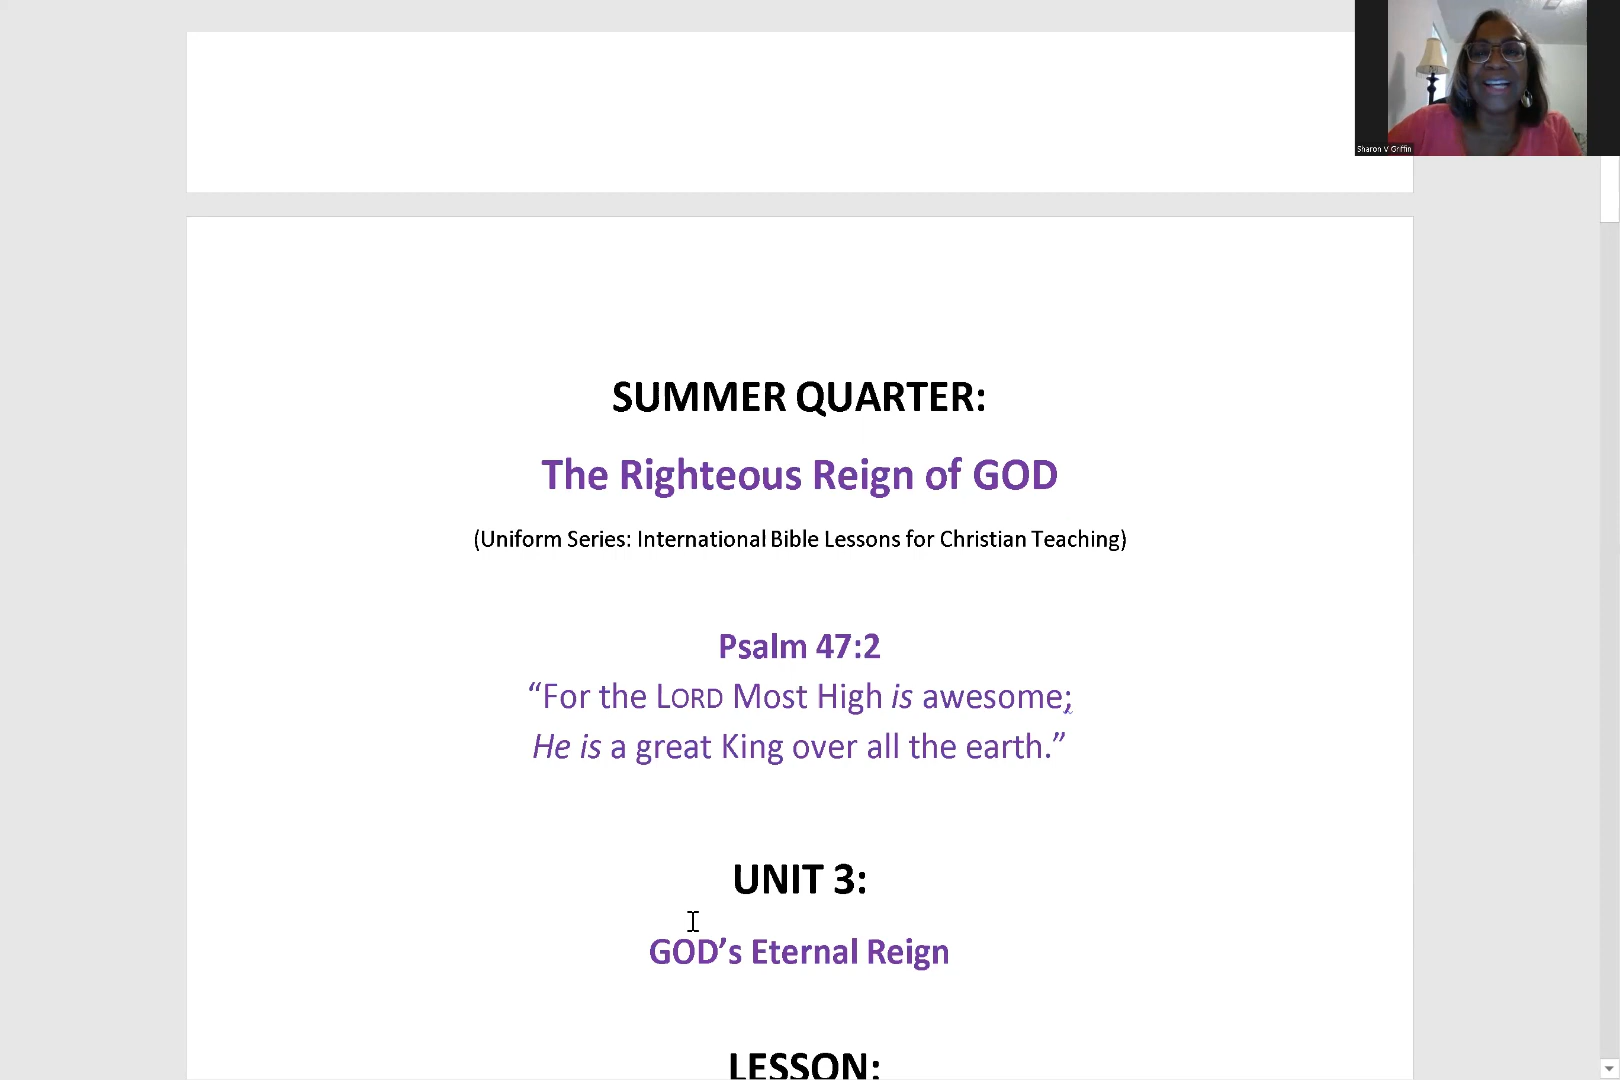 Sharon V Griffin
SUMMER QUARTER:
The Righteous Reign of GOD
(Uniform Series: International Bible Lessons for Christian Teaching)
Psalm 47:2
“For the LORD Most High is awesome;
He is a great King over all the earth.”
UNIT 3:
GOD’s Eternal Reign
LESSON: